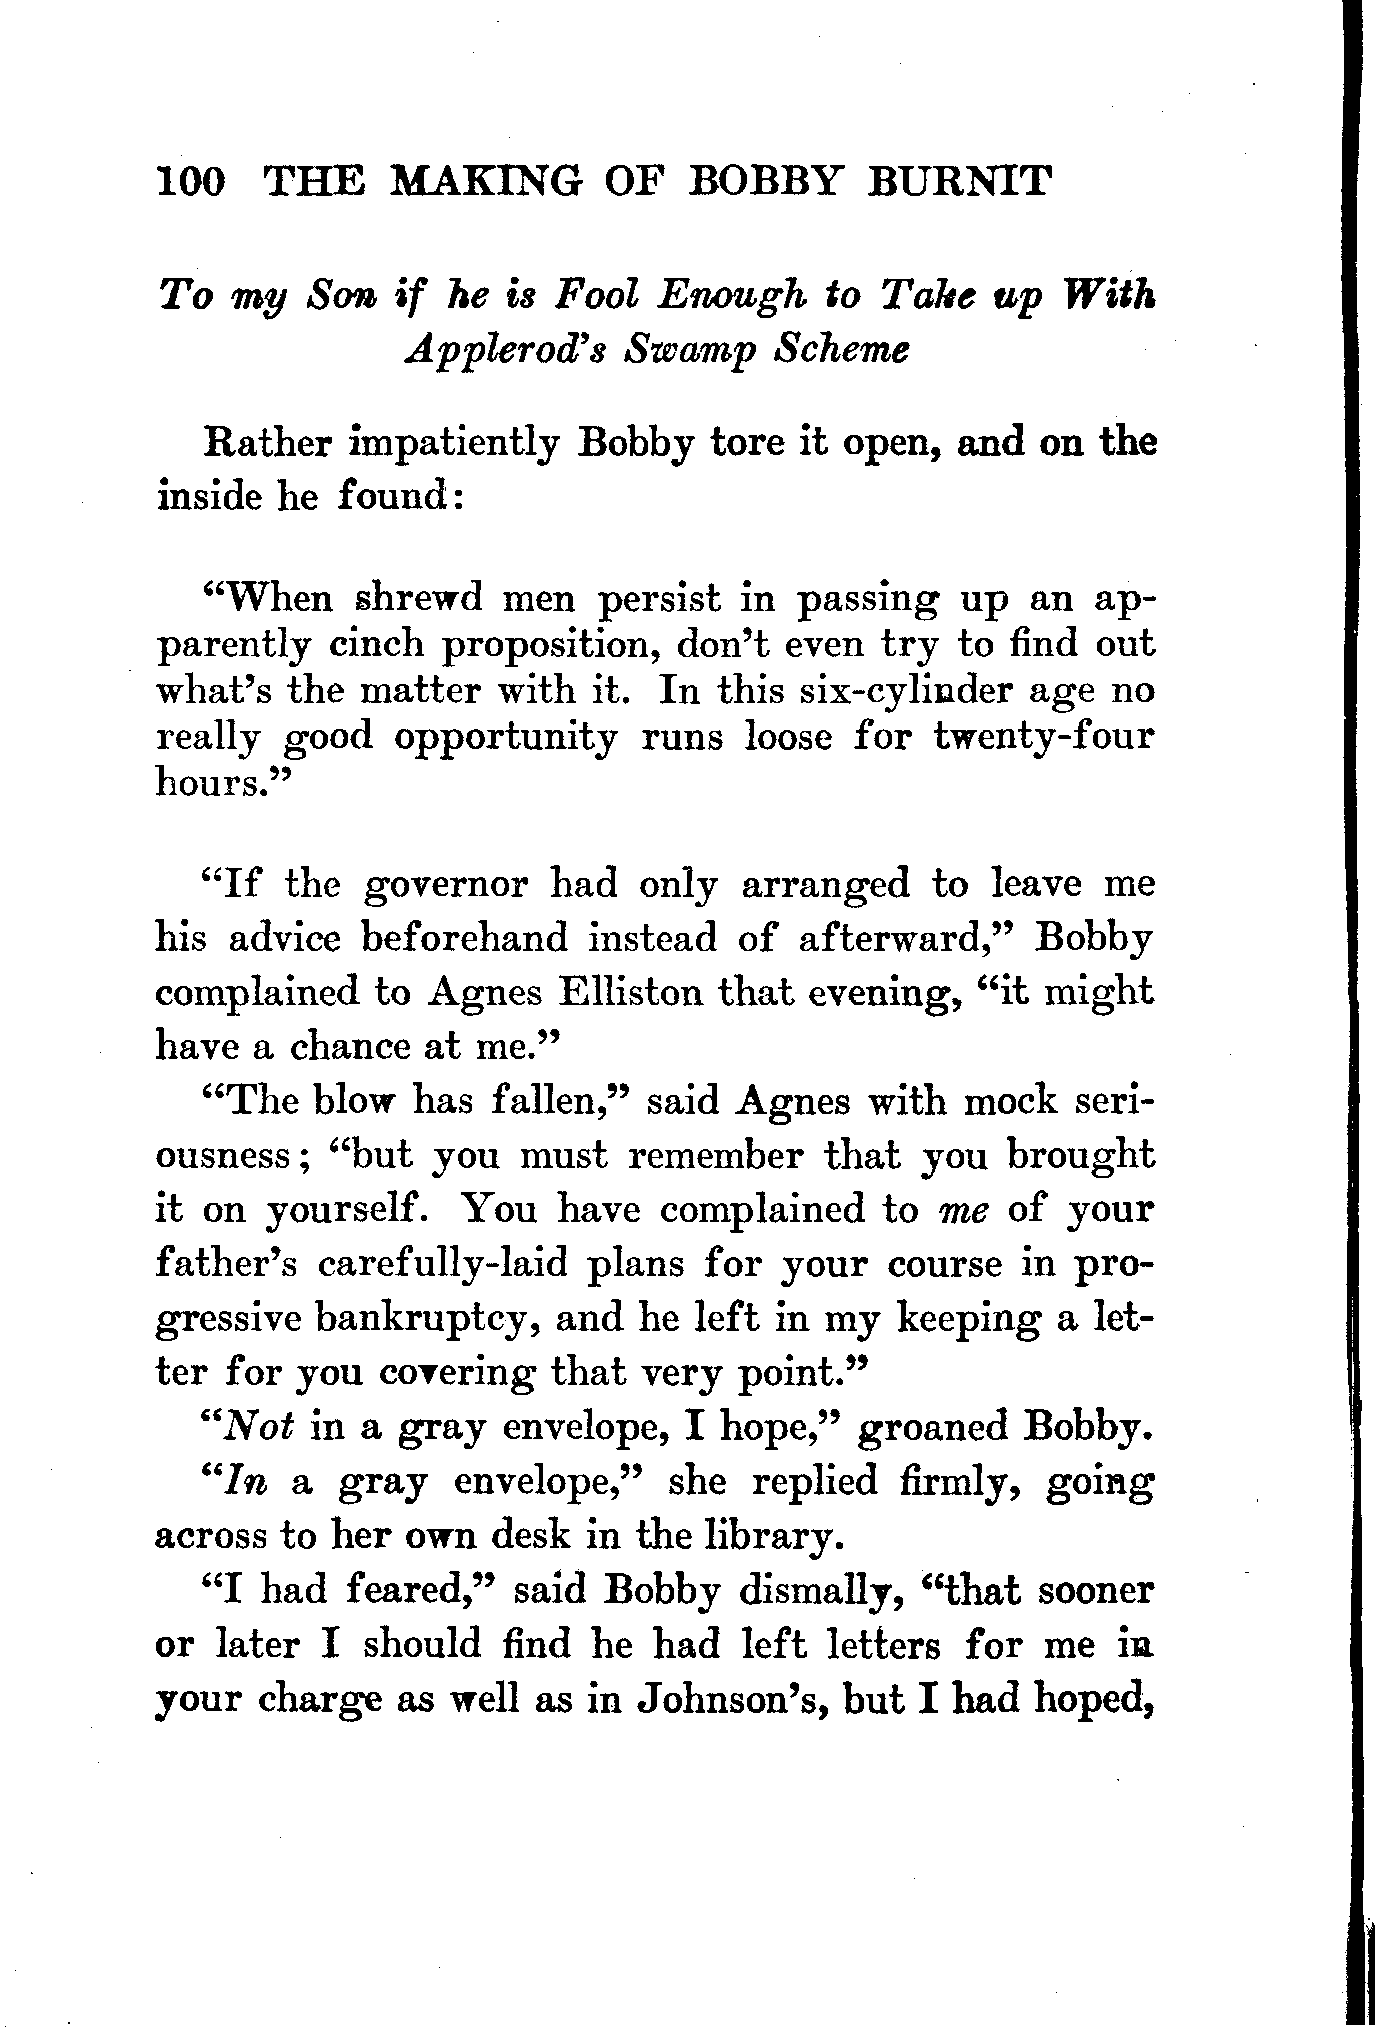 100 THE MAKING OF BOBBY BURNIT
To my Son if he is Fool Enough to Take up With
Applerod's Swamp Scheme
Rather impatiently Bobby tore it open, and on the
inside he found:
“When shrewd men persist in passing up an ap-
parently cinch proposition, don't even try to find out
what's the matter with it. In this six-cylinder age no
really good opportunity runs loose for twenty-four
hours.”
“If the governor had only arranged to leave me
his advice beforehand instead of afterward,” Bobby
complained to Agnes Elliston that evening, “it might
have a chance at me.”
“The blow has fallen,” said Agnes with mock seri-
ousness; “but you must remember that you brought
it on yourself. You have complained to me of your
father's carefully-laid plans for your course in pro-
gressive bankruptcy, and he left in my keeping a let-
ter for you covering that very point.”
“Not in a gray envelope, I hope,” groaned Bobby.
“In a gray envelope,” she replied firmly, going
across to her own desk in the library.
“I had feared,” said Bobby dismally, “that sooner
or later I should find he had left letters for me in
your charge as well as in Johnson's, but I had hoped,